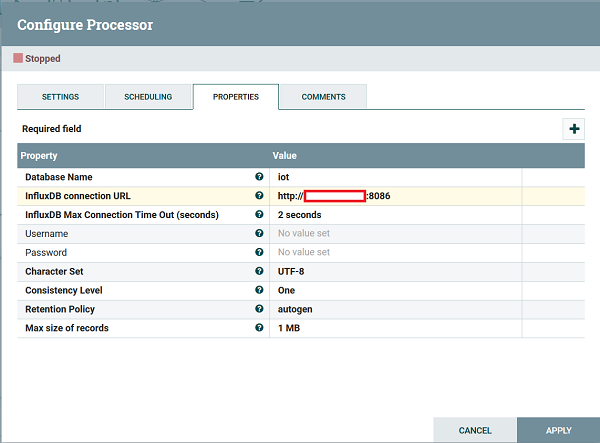 Configure Processor
Stopped
SETTINGS SCHEDULING PROPERTIES COMMENTS
Required field
Property Value
Database Name iot
InfluxDB connection URL http:// :8086
InfluxDB Max Connection Time Out (seconds) 2 seconds
Username No value set
Password No value set
Character Set UTF-8
Consistency Level One
Retention Policy autogen
Max size of records 1 MB
CANCEL APPLY